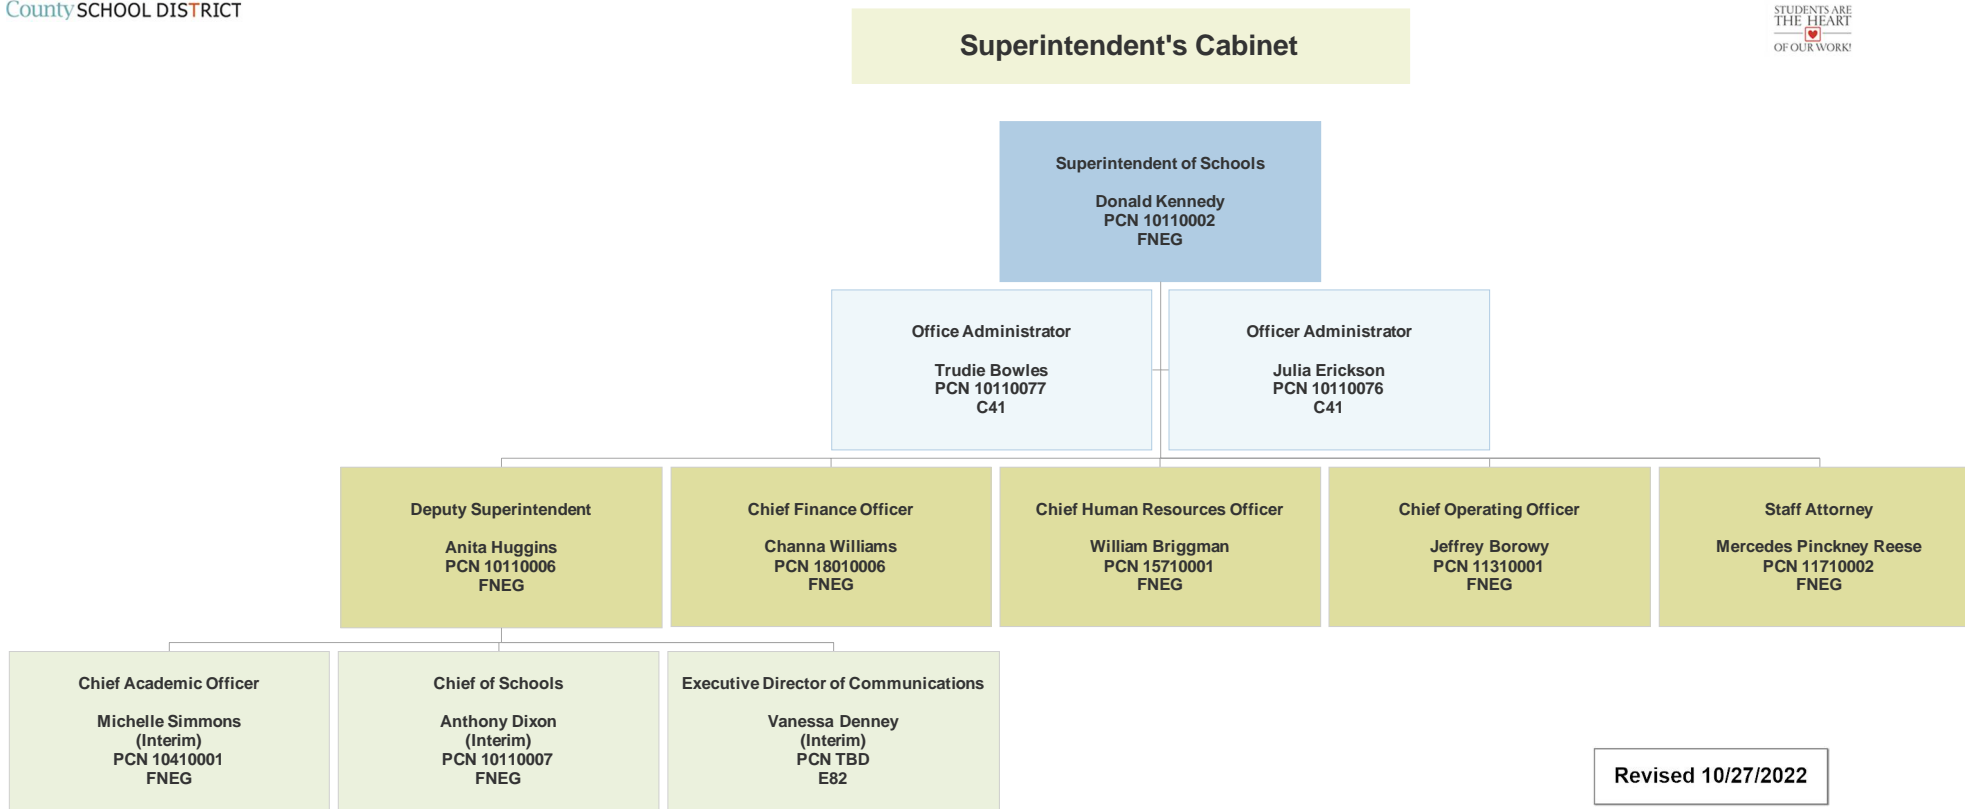 County SCHOOL DISTRICT
STUDENTS ARE
THE HEART
OF OUR WORK!
Superintendent's Cabinet
Superintendent of Schools
Donald Kennedy
PCN 10110002
FNEG
Office Administrator
Trudie Bowles
PCN 10110077
C41
Officer Administrator
Julia Erickson
PCN 10110076
C41
Deputy Superintendent
Anita Huggins
PCN 10110006
FNEG
Chief Finance Officer
Channa Williams
PCN 18010006
FNEG
Chief Human Resources Officer
William Briggman
PCN 15710001
FNEG
Chief Operating Officer
Jeffrey Borowy
PCN 11310001
FNEG
Staff Attorney
Mercedes Pinckney Reese
PCN 11710002
FNEG
Chief Academic Officer
Michelle Simmons
(Interim)
PCN 10410001
FNEG
Chief of Schools
Anthony Dixon
(Interim)
PCN 10110007
FNEG
Executive Director of Communications
Vanessa Denney
(Interim)
PCN TBD
E82
Revised 10/27/2022